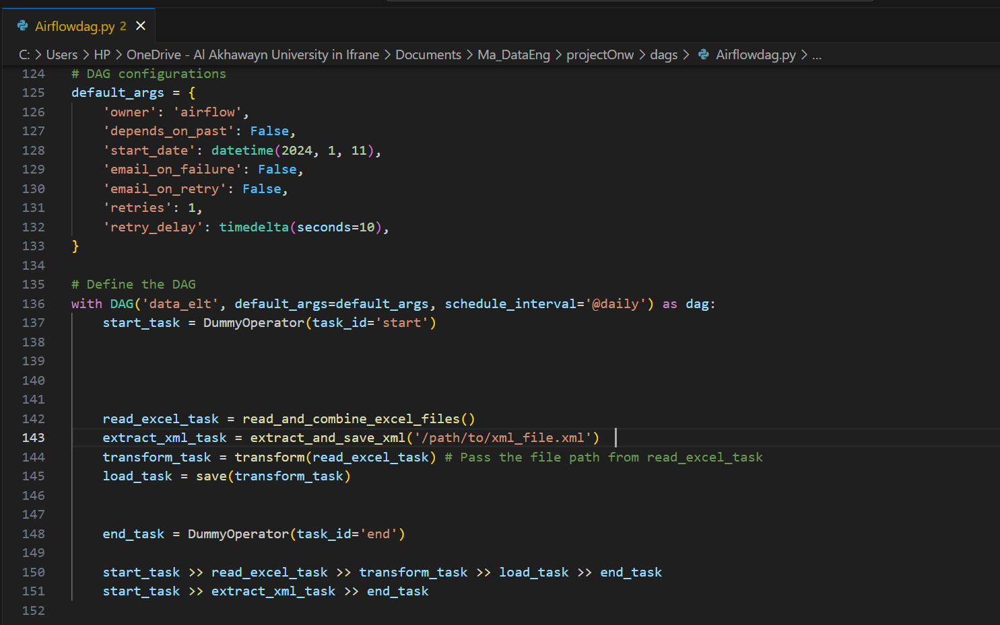 Airflowdag.py 2
C: > Users > HP > OneDrive - Al Akhawayn University in Ifrane > Documents > Ma_DataEng > projectOnw > dags > Airflowdag.py > ...
124 # DAG configurations
125 default_args = {
126     'owner': 'airflow',
127     'depends_on_past': False,
128     'start_date': datetime(2024, 1, 11),
129     'email_on_failure': False,
130     'email_on_retry': False,
131     'retries': 1,
132     'retry_delay': timedelta(seconds=10),
133 }
134
135 # Define the DAG
136 with DAG('data_elt', default_args=default_args, schedule_interval='@daily') as dag:
137     start_task = DummyOperator(task_id='start')
138
139
140
141
142     read_excel_task = read_and_combine_excel_files()
143     extract_xml_task = extract_and_save_xml('/path/to/xml_file.xml')
144     transform_task = transform(read_excel_task) # Pass the file path from read_excel_task
145     load_task = save(transform_task)
146
147
148     end_task = DummyOperator(task_id='end')
149
150     start_task >> read_excel_task >> transform_task >> load_task >> end_task
151     start_task >> extract_xml_task >> end_task
152